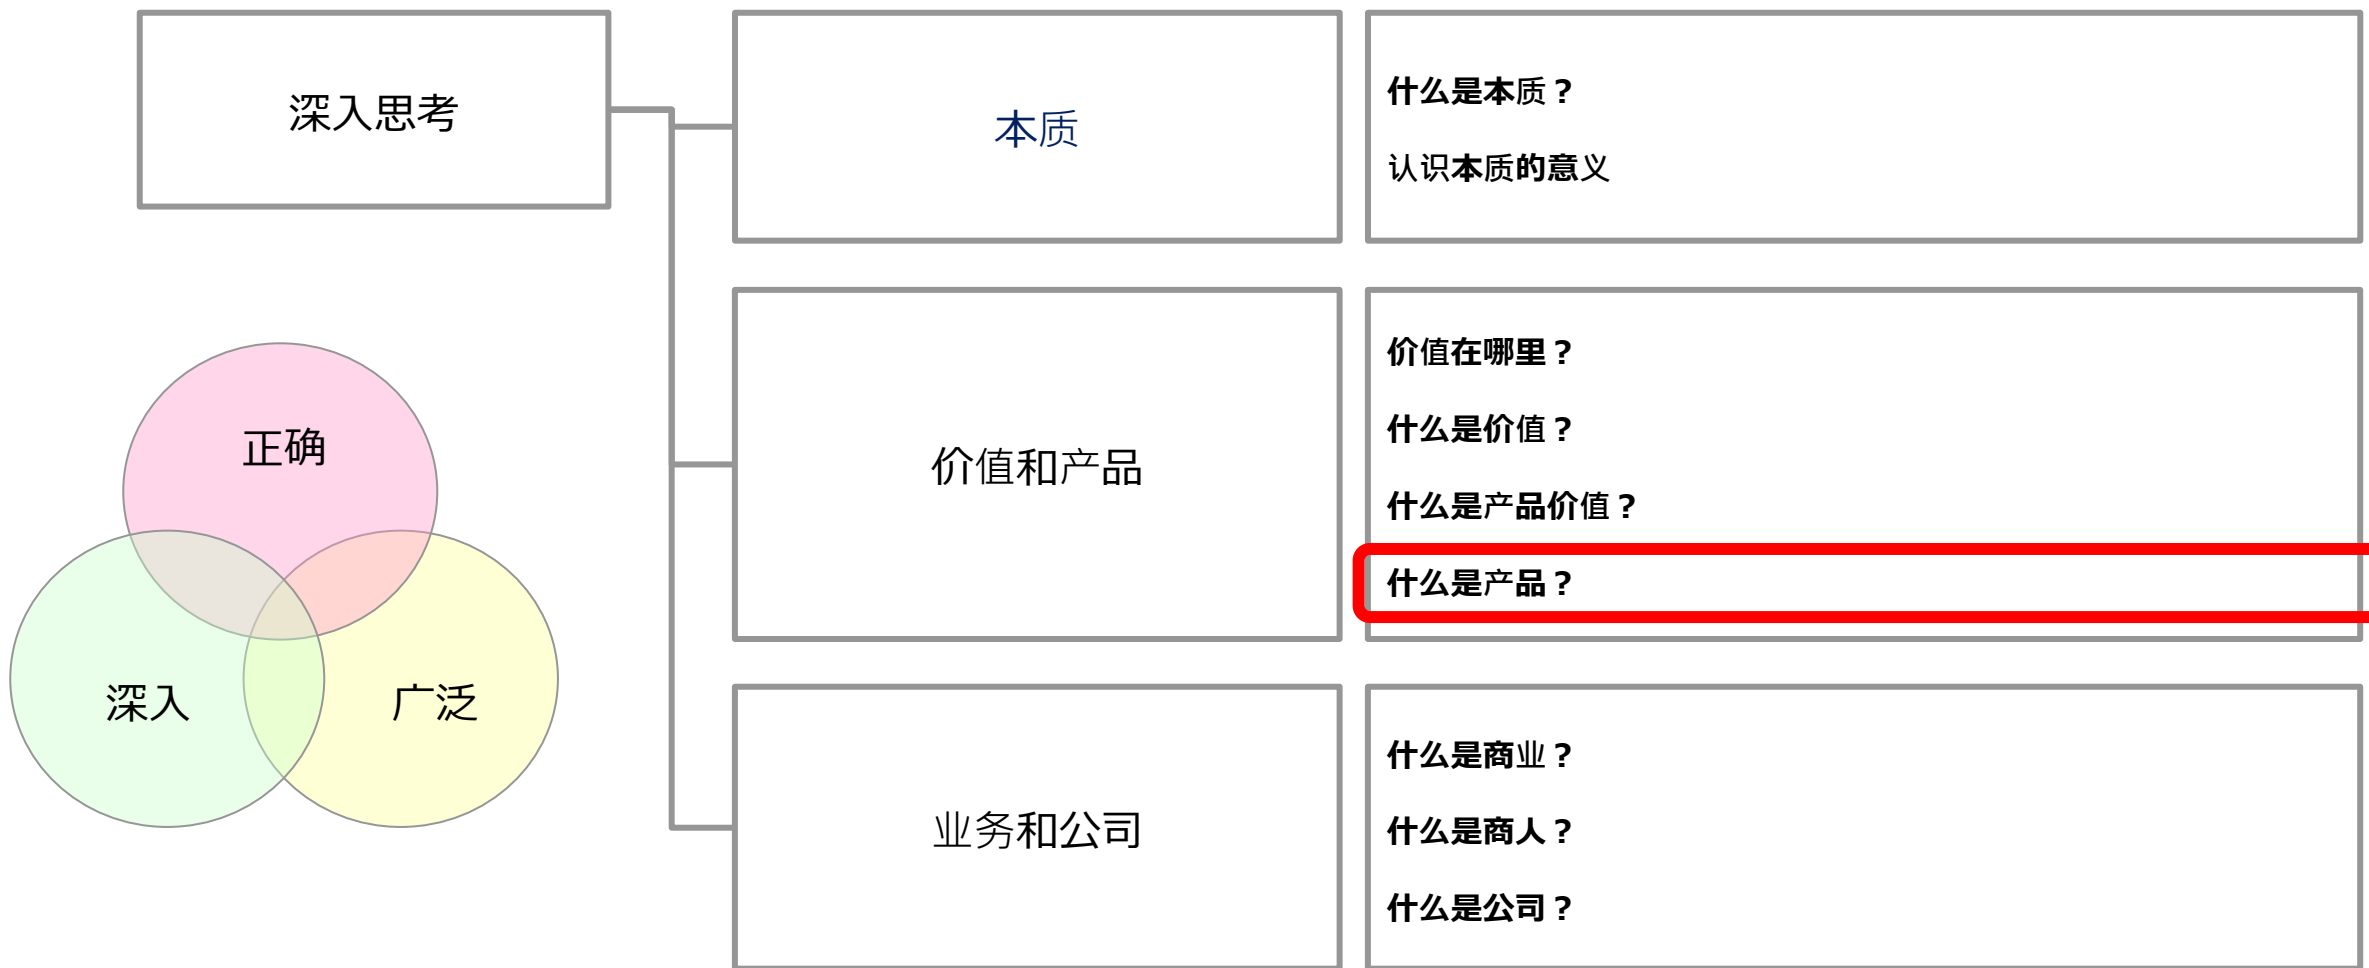 深入思考
本质
什么是本质？
认识本质的意义
价值和产品
价值在哪里？
什么是价值？
什么是产品价值？
什么是产品？
业务和公司
什么是商业？
什么是商人？
什么是公司？
正确
深入
广泛